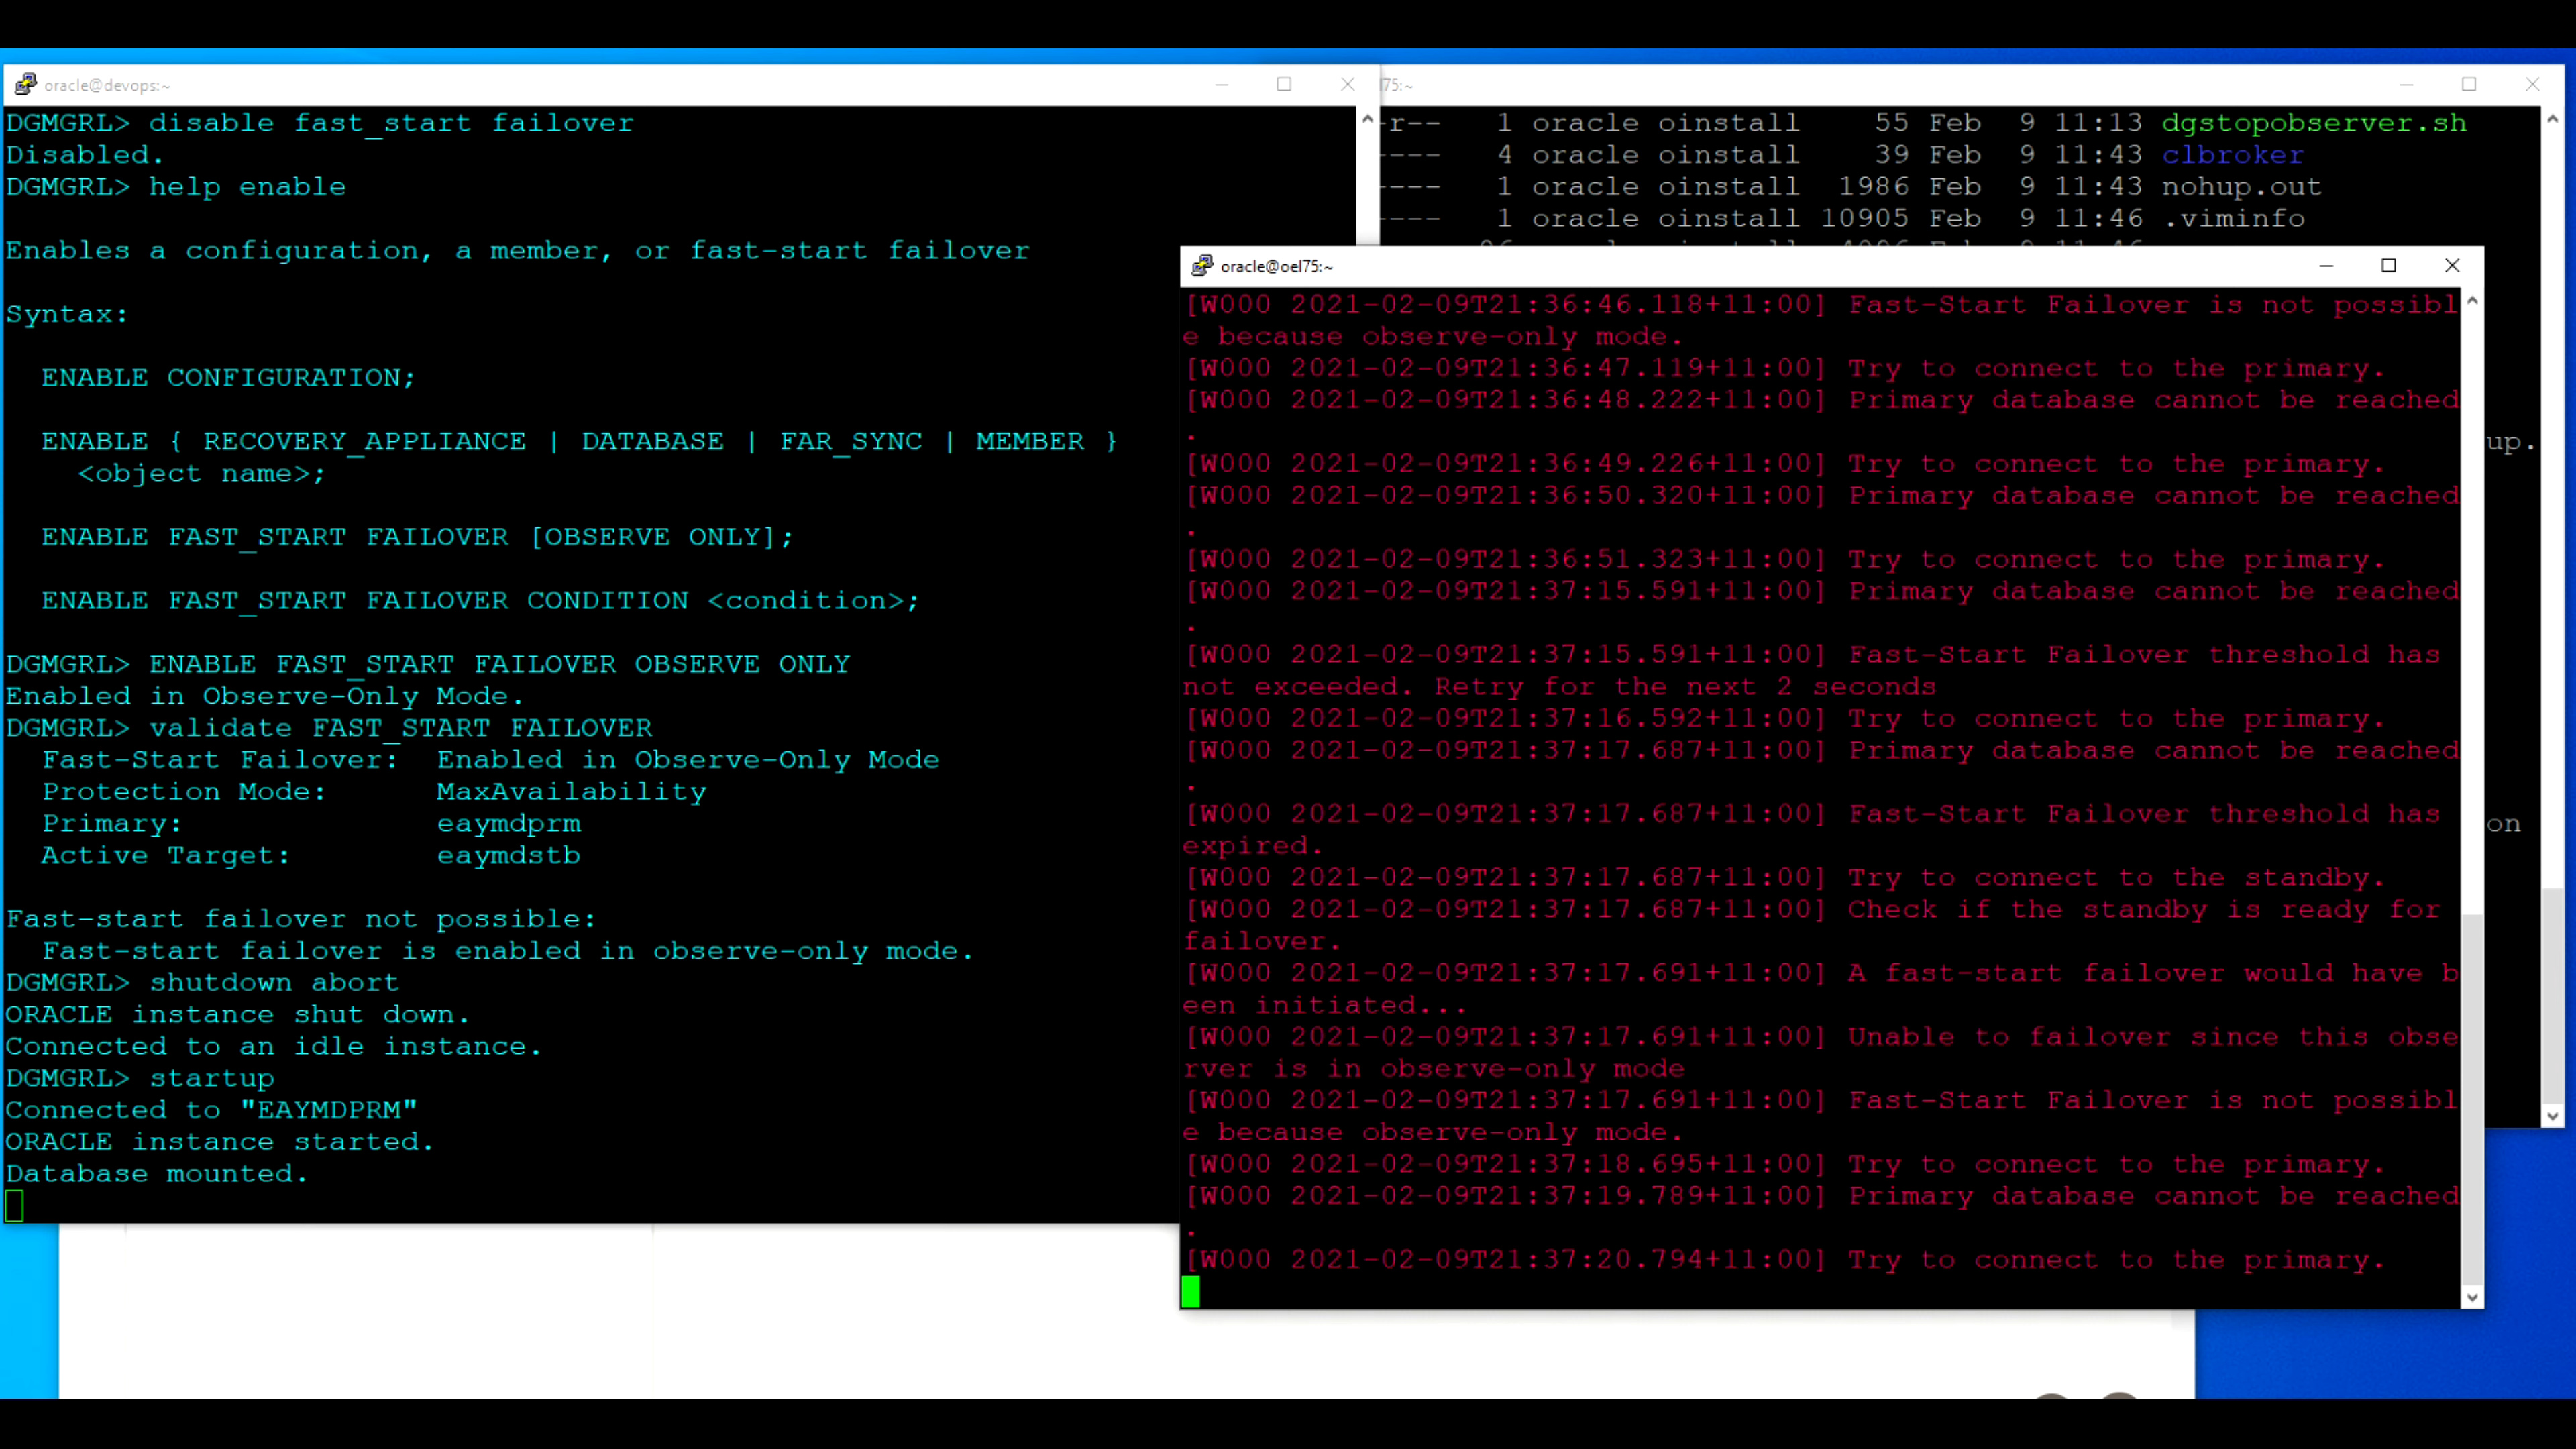 oracle@devops:~
DGMGRL> disable fast_start failover
Disabled.
DGMGRL> help enable
Enables a configuration, a member, or fast-start failover
Syntax:
ENABLE CONFIGURATION;
ENABLE { RECOVERY_APPLIANCE | DATABASE | FAR_SYNC | MEMBER }
<object name>;
ENABLE FAST_START FAILOVER [OBSERVE ONLY];
ENABLE FAST_START FAILOVER CONDITION <condition>;
DGMGRL> ENABLE FAST_START FAILOVER OBSERVE ONLY
Enabled in Observe-Only Mode.
DGMGRL> validate FAST_START FAILOVER
Fast-Start Failover: Enabled in Observe-Only Mode
Protection Mode: MaxAvailability
Primary: eaymdprm
Active Target: eaymdstb
Fast-start failover not possible:
Fast-start failover is enabled in observe-only mode.
DGMGRL> shutdown abort
ORACLE instance shut down.
Connected to an idle instance.
DGMGRL> startup
Connected to "EAYMDPRM"
ORACLE instance started.
Database mounted.
l75:~
-r-- 1 oracle oinstall 55 Feb 9 11:13 dgstopobserver.sh
---- 4 oracle oinstall 39 Feb 9 11:43 clbroker
---- 1 oracle oinstall 1986 Feb 9 11:43 nohup.out
---- 1 oracle oinstall 10905 Feb 9 11:46 .viminfo
up.
on
oracle@oel75:~
[W000 2021-02-09T21:36:46.118+11:00] Fast-Start Failover is not possibl
e because observe-only mode.
[W000 2021-02-09T21:36:47.119+11:00] Try to connect to the primary.
[W000 2021-02-09T21:36:48.222+11:00] Primary database cannot be reached
.
[W000 2021-02-09T21:36:49.226+11:00] Try to connect to the primary.
[W000 2021-02-09T21:36:50.320+11:00] Primary database cannot be reached
.
[W000 2021-02-09T21:36:51.323+11:00] Try to connect to the primary.
[W000 2021-02-09T21:37:15.591+11:00] Primary database cannot be reached
.
[W000 2021-02-09T21:37:15.591+11:00] Fast-Start Failover threshold has
not exceeded. Retry for the next 2 seconds
[W000 2021-02-09T21:37:16.592+11:00] Try to connect to the primary.
[W000 2021-02-09T21:37:17.687+11:00] Primary database cannot be reached
.
[W000 2021-02-09T21:37:17.687+11:00] Fast-Start Failover threshold has
expired.
[W000 2021-02-09T21:37:17.687+11:00] Try to connect to the standby.
[W000 2021-02-09T21:37:17.687+11:00] Check if the standby is ready for
failover.
[W000 2021-02-09T21:37:17.691+11:00] A fast-start failover would have b
een initiated...
[W000 2021-02-09T21:37:17.691+11:00] Unable to failover since this obse
rver is in observe-only mode
[W000 2021-02-09T21:37:17.691+11:00] Fast-Start Failover is not possibl
e because observe-only mode.
[W000 2021-02-09T21:37:18.695+11:00] Try to connect to the primary.
[W000 2021-02-09T21:37:19.789+11:00] Primary database cannot be reached
.
[W000 2021-02-09T21:37:20.794+11:00] Try to connect to the primary.